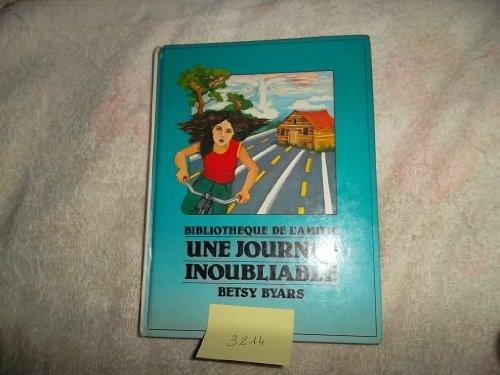 BIBLIOTHEQUE DE L'AMITIE
UNE JOURNEE
INOUBLIABLE
BETSY BYARS
3214